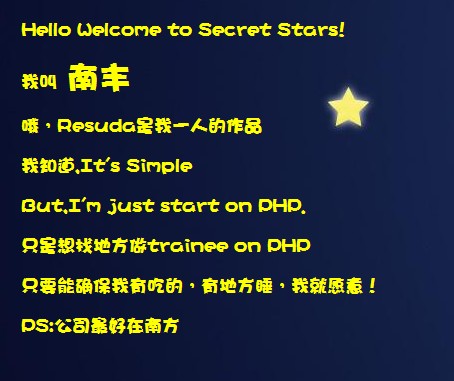 Hello Welcome to Secret Stars!
我叫 南丰
哦，Resuda是我一人的作品
我知道,It's Simple
But,I'm just start on PHP.
只是想找地方做trainee on PHP
只要能确保我有吃的，有地方睡，我就愿意！
PS:公司最好在南方